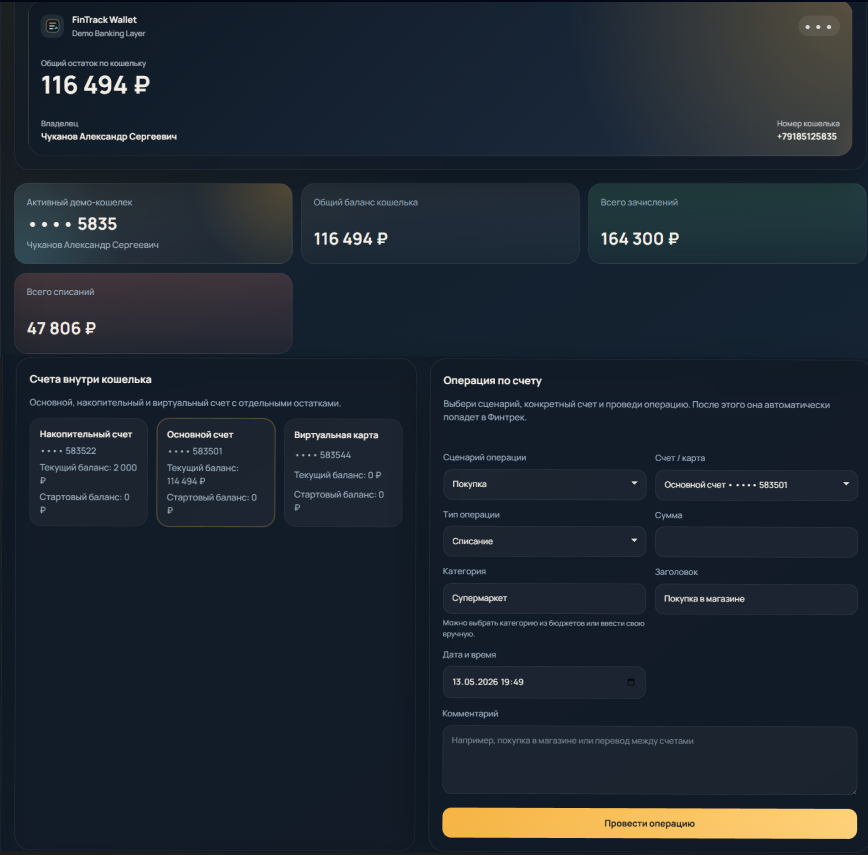 FinTrack Wallet
Demo Banking Layer
• • •
Общий остаток по кошельку
116 494 ₽
Владелец
Чуканов Александр Сергеевич
Номер кошелька
+79185125835
Активный демо-кошелек
• • • • 5835
Чуканов Александр Сергеевич
Общий баланс кошелька
116 494 ₽
Всего зачислений
164 300 ₽
Всего списаний
47 806 ₽
Счета внутри кошелька
Основной, накопительный и виртуальный счет с отдельными остатками.
Накопительный счет
• • • • 583522
Текущий баланс: 2 000
₽
Стартовый баланс: 0
₽
Основной счет
• • • • 583501
Текущий баланс:
114 494 ₽
Стартовый баланс: 0
₽
Виртуальная карта
• • • • 583544
Текущий баланс: 0 ₽
Стартовый баланс: 0
₽
Операция по счету
Выбери сценарий, конкретный счет и проведи операцию. После этого она автоматически
попадет в Финтрек.
Сценарий операции
Покупка
Счет / карта
Основной счет • • • • • 583501
Тип операции
Списание
Сумма
Категория
Супермаркет
Можно выбрать категорию из бюджетов или ввести свою
вручную.
Заголовок
Покупка в магазине
Дата и время
13.05.2026 19:49
Комментарий
Например, покупка в магазине или перевод между счетами
Провести операцию